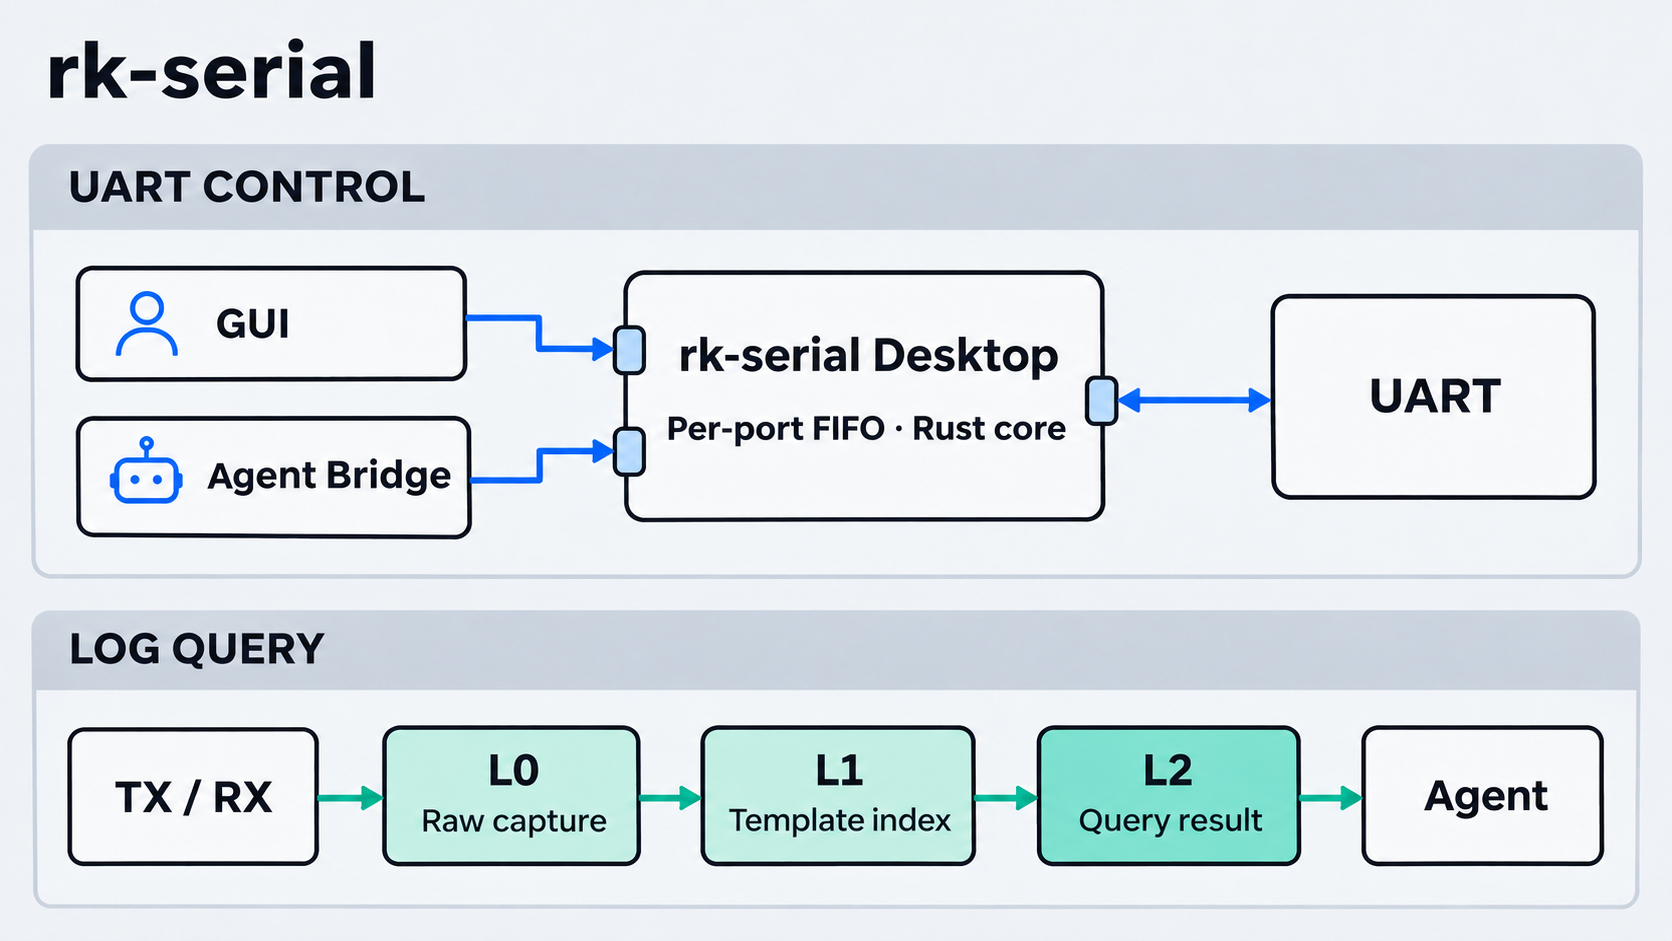 rk-serial
UART CONTROL
GUI
Agent Bridge
rk-serial Desktop
Per-port FIFO · Rust core
UART
LOG QUERY
TX / RX
L0
Raw capture
L1
Template index
L2
Query result
Agent